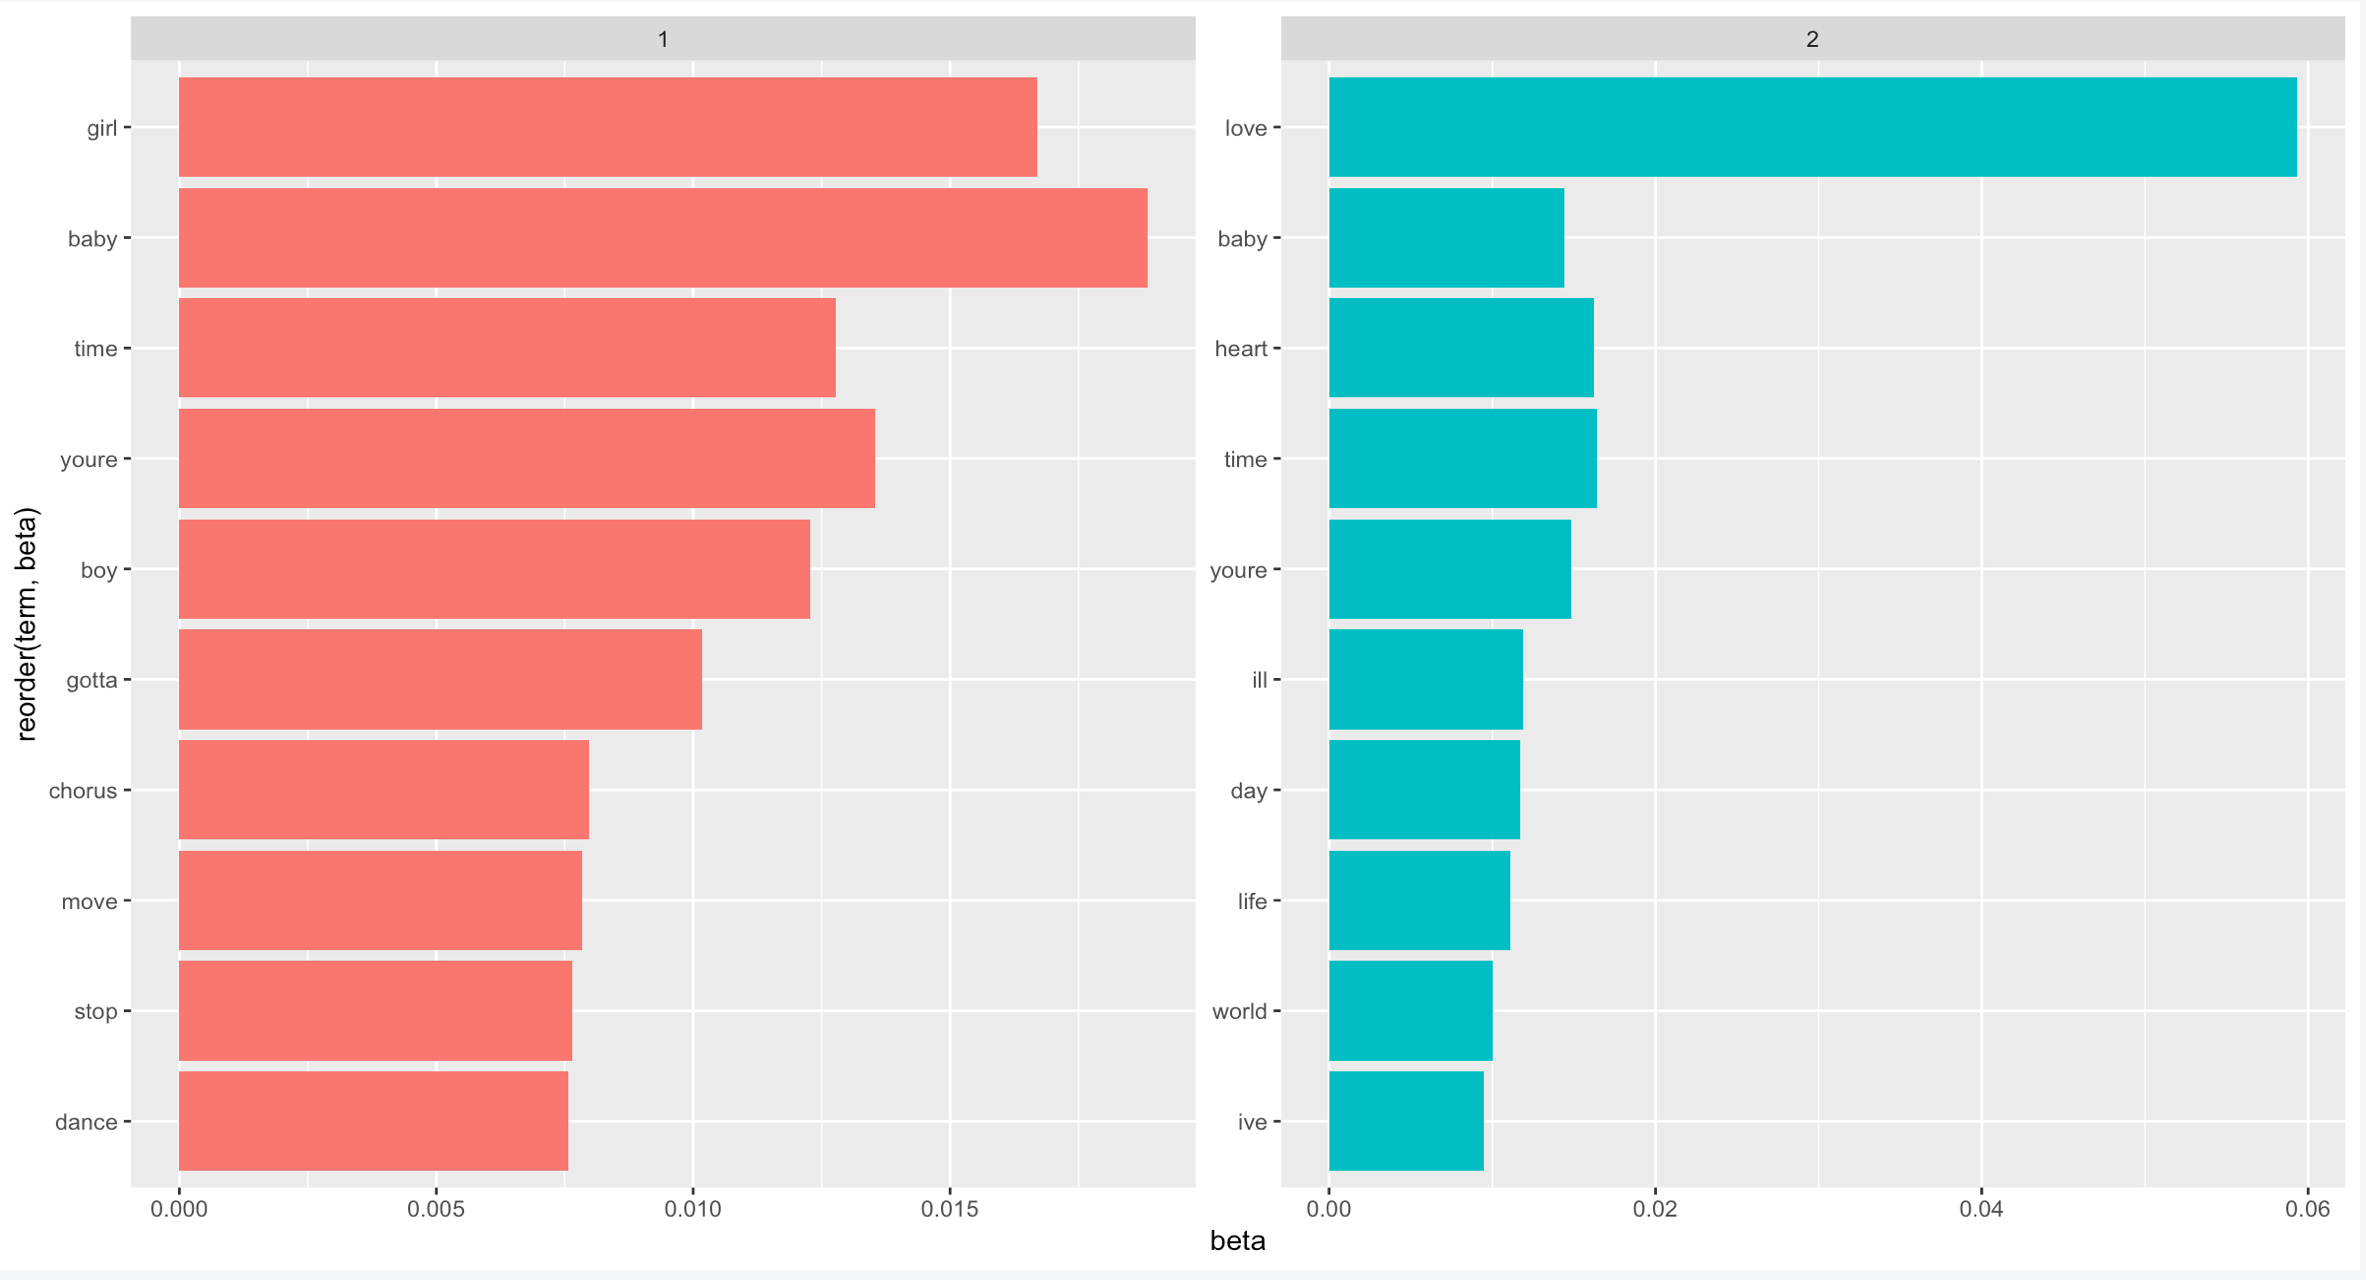 1
2
reorder(term, beta)
girl
baby
time
youre
boy
gotta
chorus
move
stop
dance
0.000 0.005 0.010 0.015
love
baby
heart
time
youre
ill
day
life
world
ive
0.00 0.02 0.04 0.06
beta